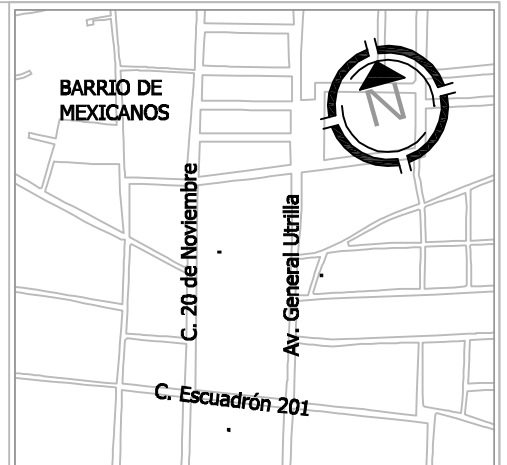 BARRIO DE
MEXICANOS
N
C. 20 de Noviembre
Av. General Utrilla
C. Escuadrón 201